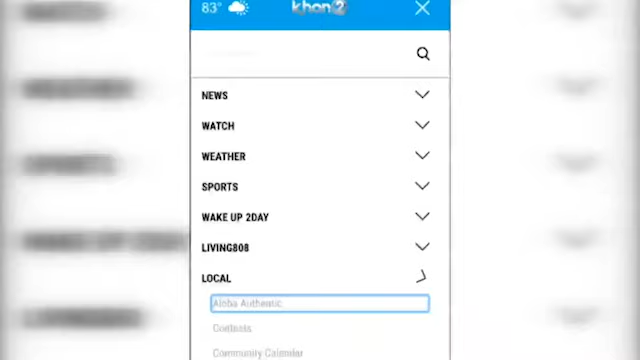 83° khon2
NEWS
WATCH
WEATHER
SPORTS
WAKE UP 2DAY
LIVING808
LOCAL
Aloha Authentic
Contests
Community Calendar